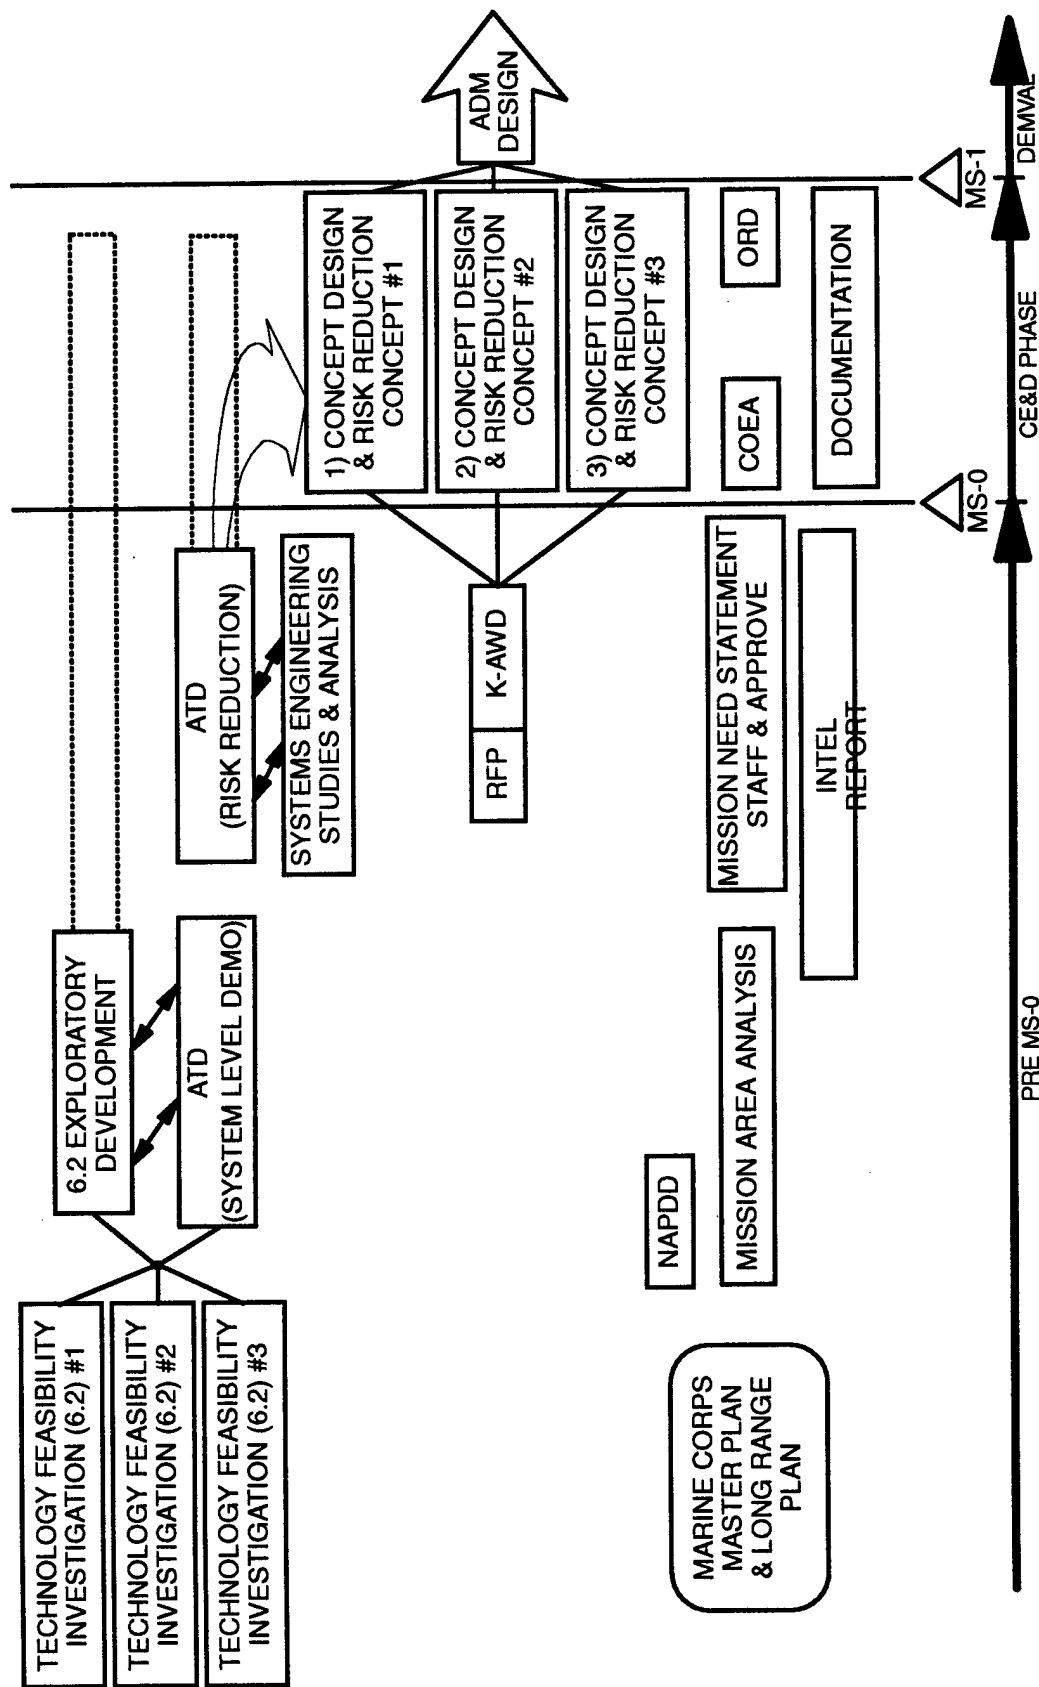 TECHNOLOGY FEASIBILITY
INVESTIGATION (6.2) #1
TECHNOLOGY FEASIBILITY
INVESTIGATION (6.2) #2
TECHNOLOGY FEASIBILITY
INVESTIGATION (6.2) #3
6.2 EXPLORATORY
DEVELOPMENT
ATD
(SYSTEM LEVEL DEMO)
ATD
(RISK REDUCTION)
SYSTEMS ENGINEERING
STUDIES & ANALYSIS
RFP
K-AWD
1) CONCEPT DESIGN
& RISK REDUCTION
CONCEPT #1
2) CONCEPT DESIGN
& RISK REDUCTION
CONCEPT #2
3) CONCEPT DESIGN
& RISK REDUCTION
CONCEPT #3
ADM
DESIGN
MARINE CORPS
MASTER PLAN
& LONG RANGE
PLAN
NAPDD
MISSION AREA ANALYSIS
MISSION NEED STATEMENT
STAFF & APPROVE
INTEL
REPORT
COEA
ORD
DOCUMENTATION
MS-0
MS-1
PRE MS-0
CE&D PHASE
DEMVAL